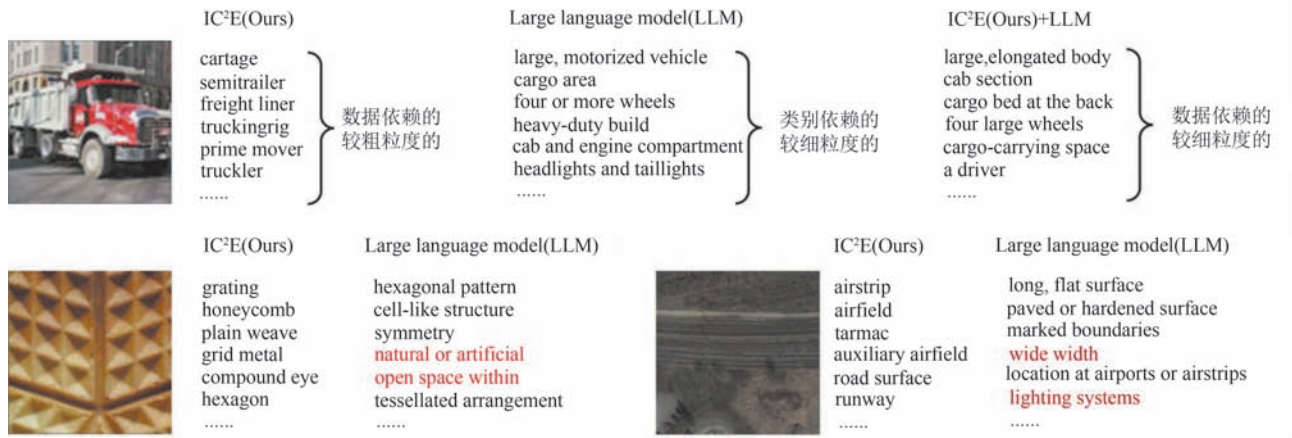 IC²E(Ours)
cartage
semitrailer
freight liner
truckingrig
prime mover
truckler
......
数据依赖的
较粗粒度的
Large language model(LLM)
large, motorized vehicle
cargo area
four or more wheels
heavy-duty build
cab and engine compartment
headlights and taillights
......
类别依赖的
较细粒度的
IC²E(Ours)+LLM
large,elongated body
cab section
cargo bed at the back
four large wheels
cargo-carrying space
a driver
......
数据依赖的
较细粒度的
IC²E(Ours)
grating
honeycomb
plain weave
grid metal
compound eye
hexagon
......
Large language model(LLM)
hexagonal pattern
cell-like structure
symmetry
natural or artificial
open space within
tessellated arrangement
......
IC²E(Ours)
airstrip
airfield
tarmac
auxiliary airfield
road surface
runway
......
Large language model(LLM)
long, flat surface
paved or hardened surface
marked boundaries
wide width
location at airports or airstrips
lighting systems
......